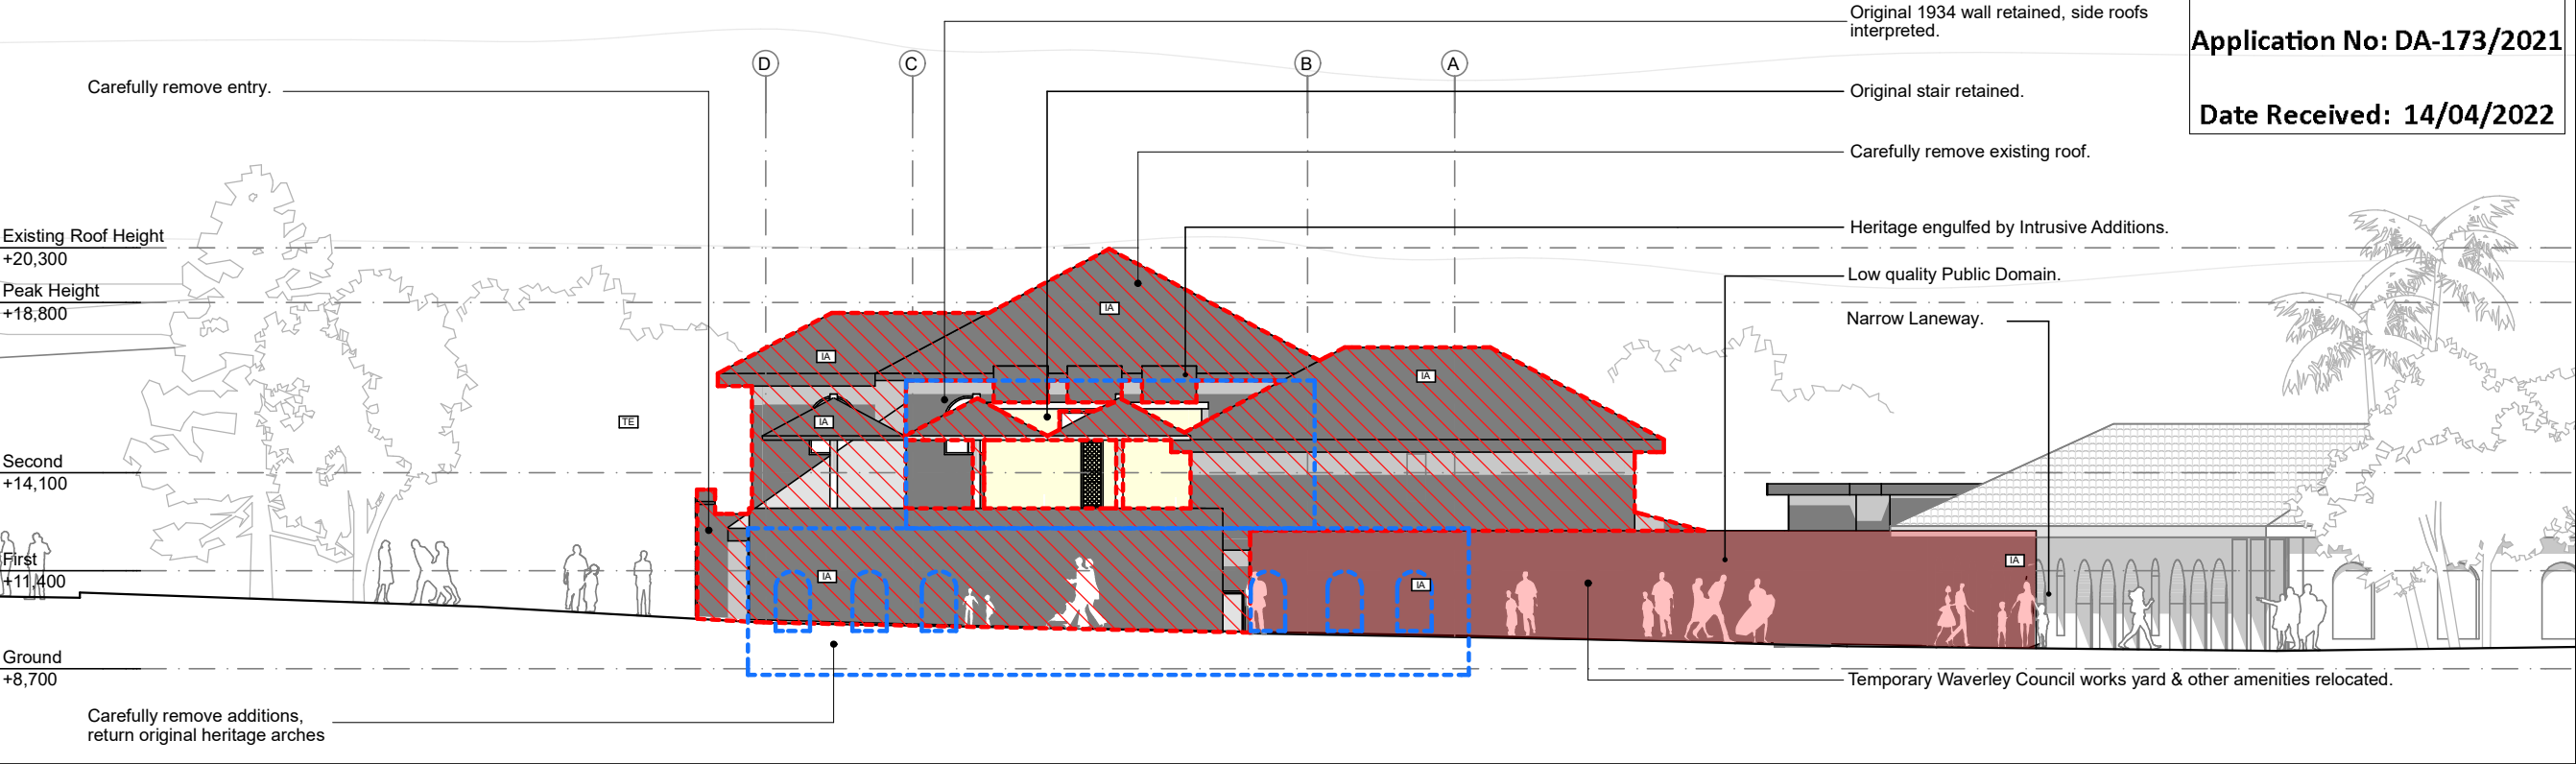 Original 1934 wall retained, side roofs
interpreted.
Application No: DA-173/2021
Date Received: 14/04/2022
D
C
B
A
Carefully remove entry.
Original stair retained.
Carefully remove existing roof.
Heritage engulfed by Intrusive Additions.
Low quality Public Domain.
Narrow Laneway.
Existing Roof Height
+20,300
Peak Height
+18,800
IA
IA
IA
IA
TE
Second
+14,100
First
+11,400
IA
IA
IA
Ground
+8,700
Temporary Waverley Council works yard & other amenities relocated.
Carefully remove additions,
return original heritage arches